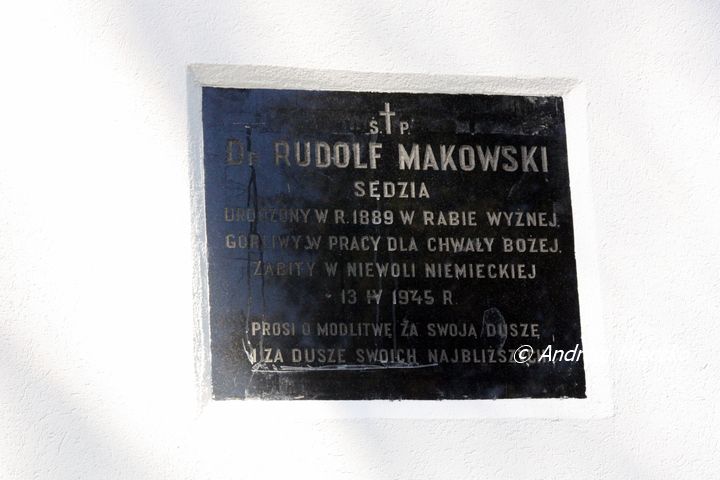 Ś. † P.
Dr RUDOLF MAKOWSKI
SĘDZIA
URODZONY W R. 1889 W RABIE WYŻNEJ,
GORLIWY W PRACY DLA CHWAŁY BOŻEJ.
ZABITY W NIEWOLI NIEMIECKIEJ
13 IV 1945 R.
PROSI O MODLITWĘ ZA SWOJĄ DUSZĘ
I ZA DUSZE SWOICH NAJBLIŻSZYCH
© Andr